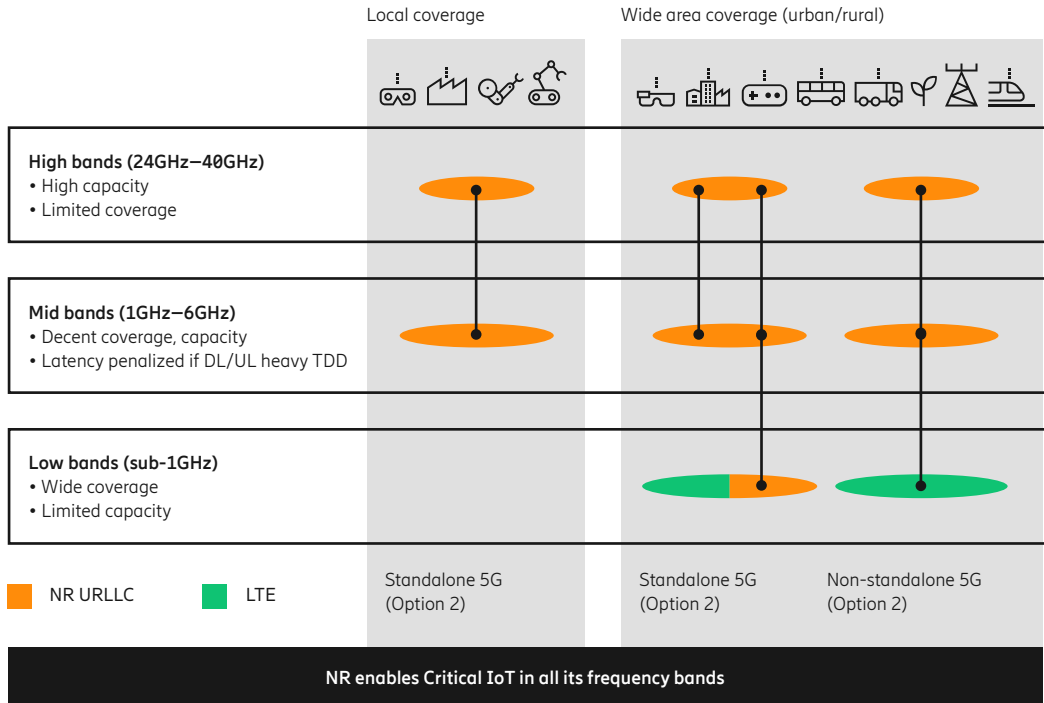 Local coverage
Wide area coverage (urban/rural)
High bands (24GHz—40GHz)
• High capacity
• Limited coverage
Mid bands (1GHz—6GHz)
• Decent coverage, capacity
• Latency penalized if DL/UL heavy TDD
Low bands (sub-1GHz)
• Wide coverage
• Limited capacity
NR URLLC
LTE
Standalone 5G
(Option 2)
Standalone 5G
(Option 2)
Non-standalone 5G
(Option 2)
NR enables Critical IoT in all its frequency bands